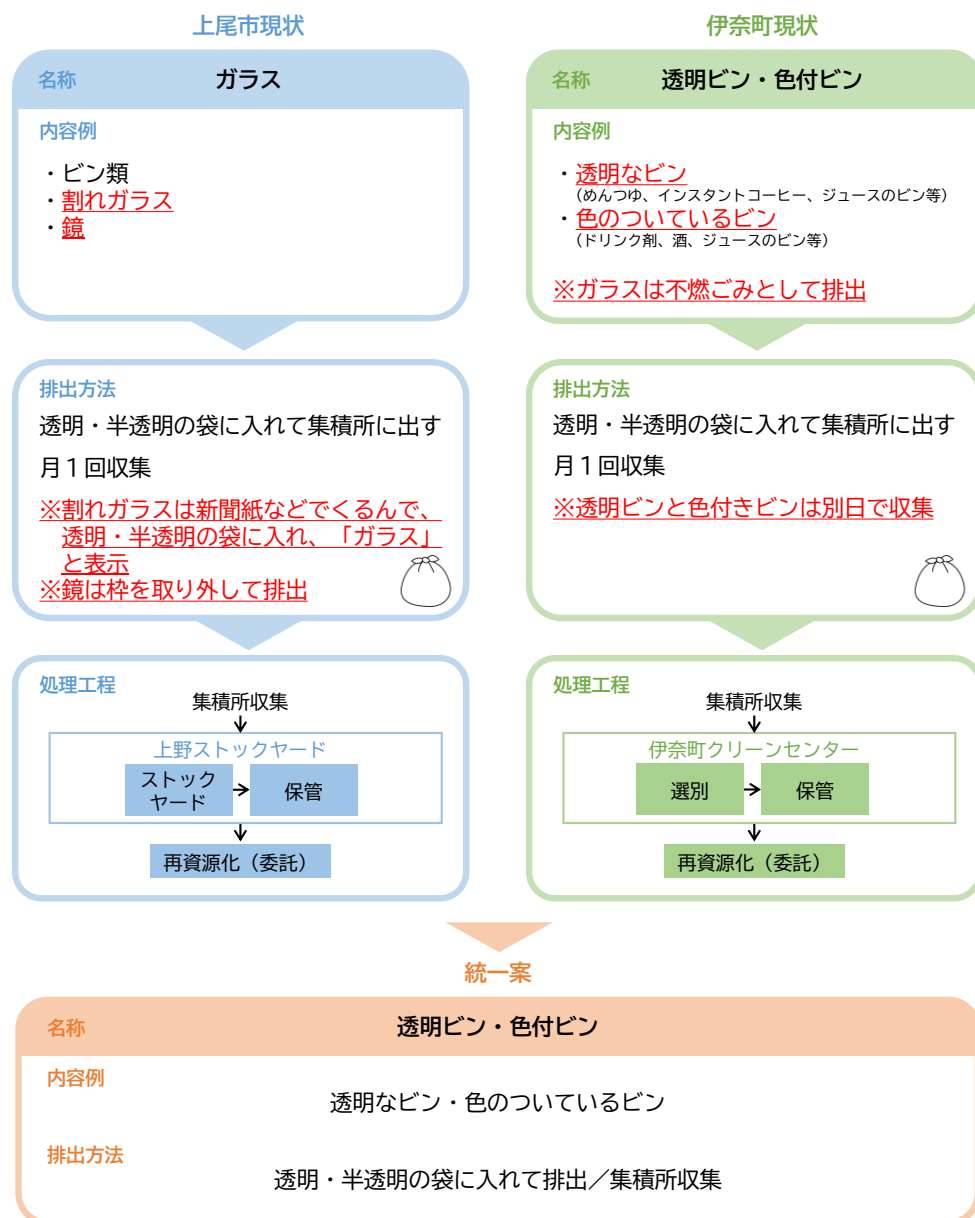 上尾市現状
名称 ガラス
内容例
・ビン類
・割れガラス
・鏡
排出方法
透明・半透明の袋に入れて集積所に出す
月１回収集
※割れガラスは新聞紙などでくるんで、
透明・半透明の袋に入れ、「ガラス」
と表示
※鏡は枠を取り外して排出
処理工程
集積所収集
上野ストックヤード
ストック
ヤード
保管
再資源化（委託）
伊奈町現状
名称 透明ビン・色付ビン
内容例
・透明なビン
（めんつゆ、インスタントコーヒー、ジュースのビン等）
・色のついているビン
（ドリンク剤、酒、ジュースのビン等）
※ガラスは不燃ごみとして排出
排出方法
透明・半透明の袋に入れて集積所に出す
月１回収集
※透明ビンと色付きビンは別日で収集
処理工程
集積所収集
伊奈町クリーンセンター
選別
保管
再資源化（委託）
統一案
名称 透明ビン・色付ビン
内容例
透明なビン・色のついているビン
排出方法
透明・半透明の袋に入れて排出／集積所収集